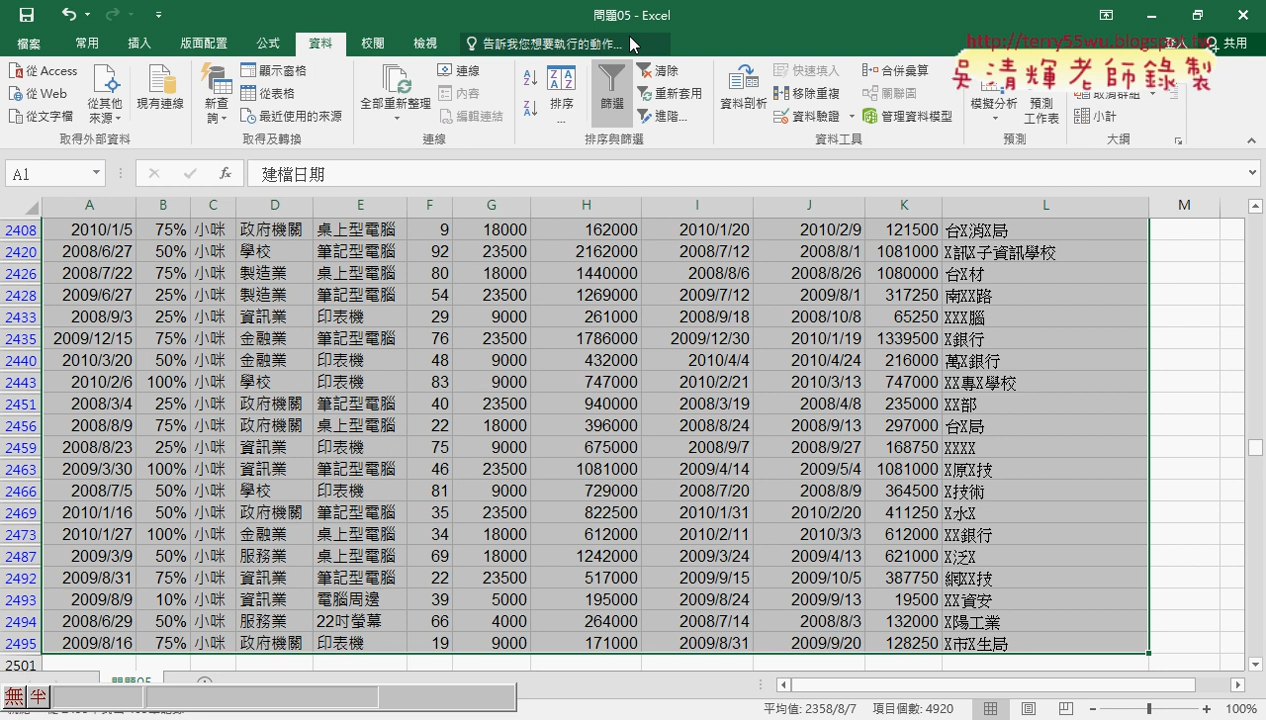 問題05 - Excel
檔案 常用 插入 版面配置 公式 資料 校閱 檢視 告訴我您想要執行的動作... 共用
http://terry55wu.blogspot.tw
吳清輝老師錄製
從 Access 從 Web 從文字檔 從其他來源 現有連線 取得外部資料
新查詢 顯示窗格 從表格 最近使用的來源 取得及轉換
全部重新整理 連線 內容 編輯連結 連線
排序... 篩選 清除 重新套用 進階... 排序與篩選
資料剖析 快速填入 移除重複 資料驗證 合併彙算 關聯圖 管理資料模型 資料工具
模擬分析 預測工作表 預測
取消群組 小計 大綱
A1 fx 建檔日期
A B C D E F G H I J K L M
2408 2010/1/5 75% 小咪 政府機關 桌上型電腦 9 18000 162000 2010/1/20 2010/2/9 121500 台X消X局
2420 2008/6/27 50% 小咪 學校 筆記型電腦 92 23500 2162000 2008/7/12 2008/8/1 1081000 X訊X子資訊學校
2426 2008/7/22 75% 小咪 製造業 桌上型電腦 80 18000 1440000 2008/8/6 2008/8/26 1080000 台X材
2428 2009/6/27 25% 小咪 製造業 筆記型電腦 54 23500 1269000 2009/7/12 2009/8/1 317250 南XX路
2433 2008/9/3 25% 小咪 資訊業 印表機 29 9000 261000 2008/9/18 2008/10/8 65250 XXX腦
2435 2009/12/15 75% 小咪 金融業 筆記型電腦 76 23500 1786000 2009/12/30 2010/1/19 1339500 X銀行
2440 2010/3/20 50% 小咪 金融業 印表機 48 9000 432000 2010/4/4 2010/4/24 216000 萬X銀行
2443 2010/2/6 100% 小咪 學校 印表機 83 9000 747000 2010/2/21 2010/3/13 747000 XX專X學校
2451 2008/3/4 25% 小咪 政府機關 筆記型電腦 40 23500 940000 2008/3/19 2008/4/8 235000 XX部
2456 2008/8/9 75% 小咪 政府機關 桌上型電腦 22 18000 396000 2008/8/24 2008/9/13 297000 台X局
2459 2008/8/23 25% 小咪 資訊業 印表機 75 9000 675000 2008/9/7 2008/9/27 168750 XXXX
2463 2009/3/30 100% 小咪 資訊業 筆記型電腦 46 23500 1081000 2009/4/14 2009/5/4 1081000 X原X技
2466 2008/7/5 50% 小咪 學校 印表機 81 9000 729000 2008/7/20 2008/8/9 364500 X技術
2469 2010/1/16 50% 小咪 政府機關 筆記型電腦 35 23500 822500 2010/1/31 2010/2/20 411250 X水X
2473 2010/1/27 100% 小咪 金融業 桌上型電腦 34 18000 612000 2010/2/11 2010/3/3 612000 XX銀行
2487 2009/3/9 50% 小咪 服務業 桌上型電腦 69 18000 1242000 2009/3/24 2009/4/13 621000 X泛X
2492 2009/8/31 75% 小咪 資訊業 筆記型電腦 22 23500 517000 2009/9/15 2009/10/5 387750 網XX技
2493 2009/8/9 10% 小咪 資訊業 電腦周邊 39 5000 195000 2009/8/24 2009/9/13 19500 XX資安
2494 2008/6/29 50% 小咪 服務業 22吋螢幕 66 4000 264000 2008/7/14 2008/8/3 132000 X陽工業
2495 2009/8/16 75% 小咪 政府機關 印表機 19 9000 171000 2009/8/31 2009/9/20 128250 X市X生局
2501
問題05
無 半
平均值: 2358/8/7 項目個數: 4920 100%